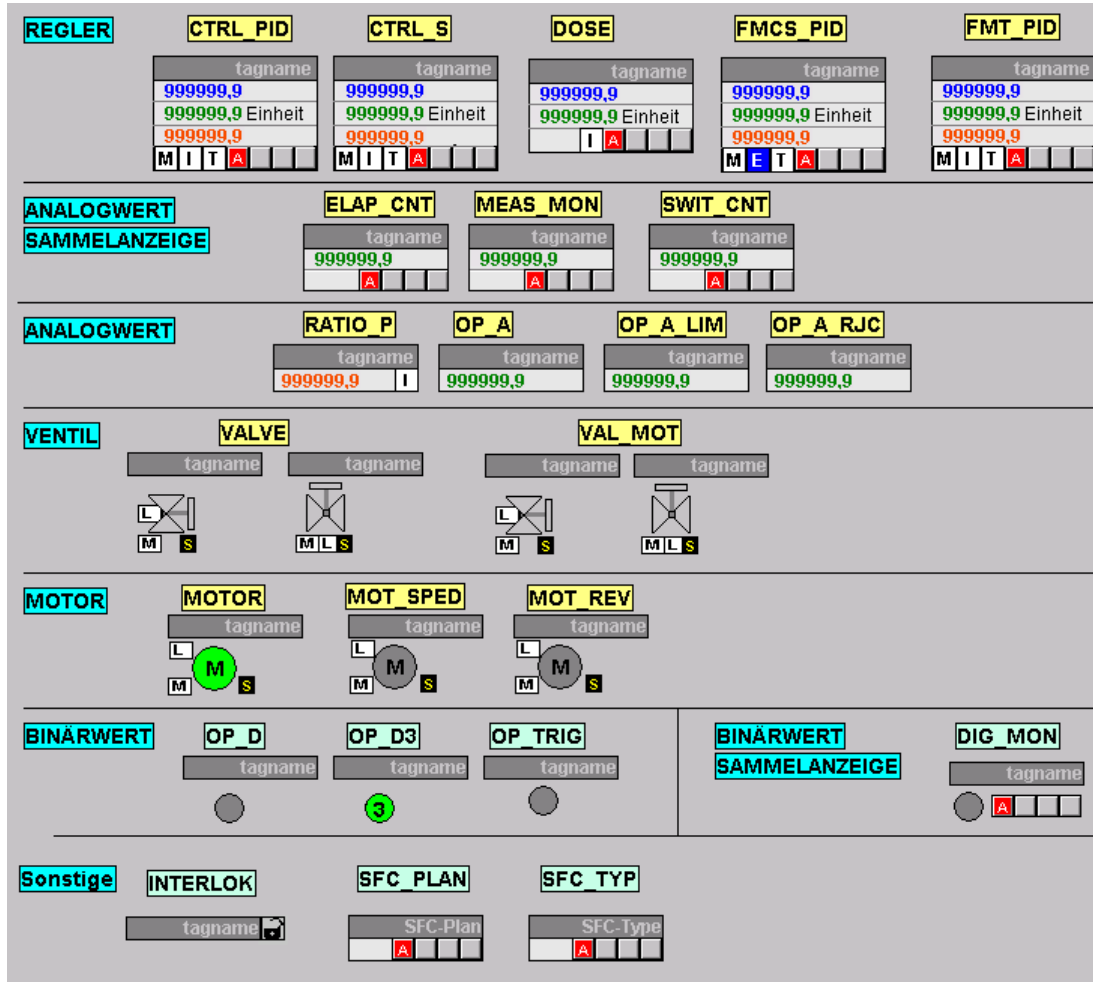 REGLER CTRL_PID CTRL_S DOSE FMCS_PID FMT_PID
tagname tagname tagname tagname tagname
999999,9 999999,9 999999,9 999999,9 999999,9
999999,9 Einheit 999999,9 Einheit 999999,9 Einheit 999999,9 Einheit 999999,9 Einheit
999999,9 999999,9 999999,9 999999,9
M I T A M I T A I A M E T A M I T A
ANALOGWERT ELAP_CNT MEAS_MON SWIT_CNT
SAMMELANZEIGE tagname tagname tagname
999999,9 999999,9 999999,9
A A A
ANALOGWERT RATIO_P OP_A OP_A_LIM OP_A_RJC
tagname tagname tagname tagname
999999,9 I 999999,9 999999,9 999999,9
VENTIL VALVE VAL_MOT
tagname tagname tagname tagname
L L
M S M L S M S M L S
MOTOR MOTOR MOT_SPED MOT_REV
tagname tagname tagname
L L L
M M M
M S M S M S
BINÄRWERT OP_D OP_D3 OP_TRIG BINÄRWERT DIG_MON
tagname tagname tagname SAMMELANZEIGE tagname
3 A
Sonstige INTERLOK SFC_PLAN SFC_TYP
tagname SFC-Plan SFC-Type
A A